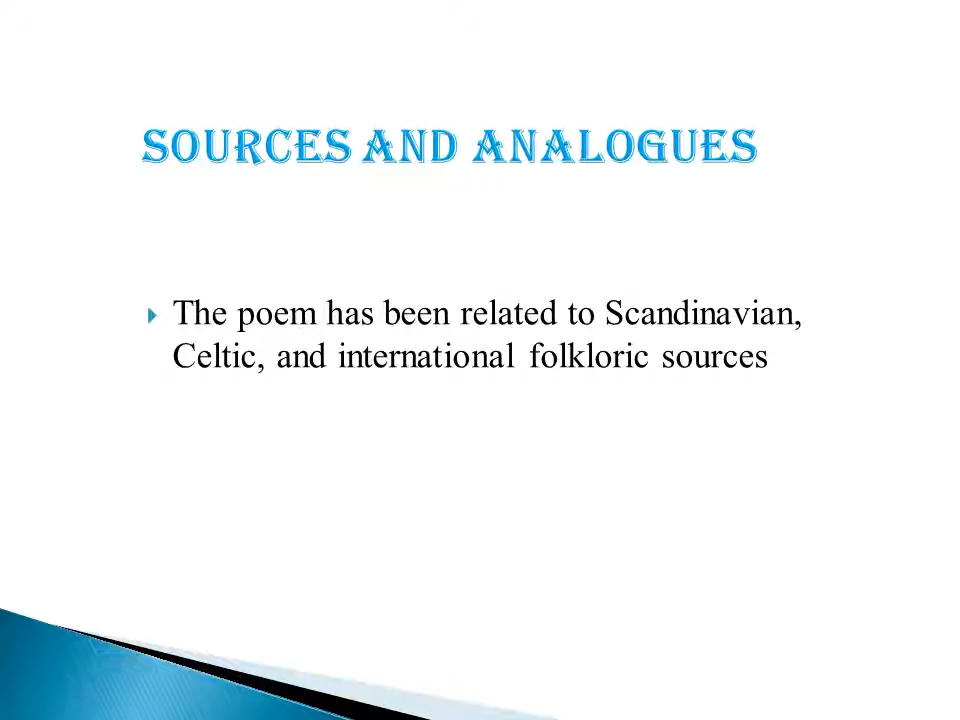 SOURCES AND ANALOGUES
The poem has been related to Scandinavian,
Celtic, and international folkloric sources